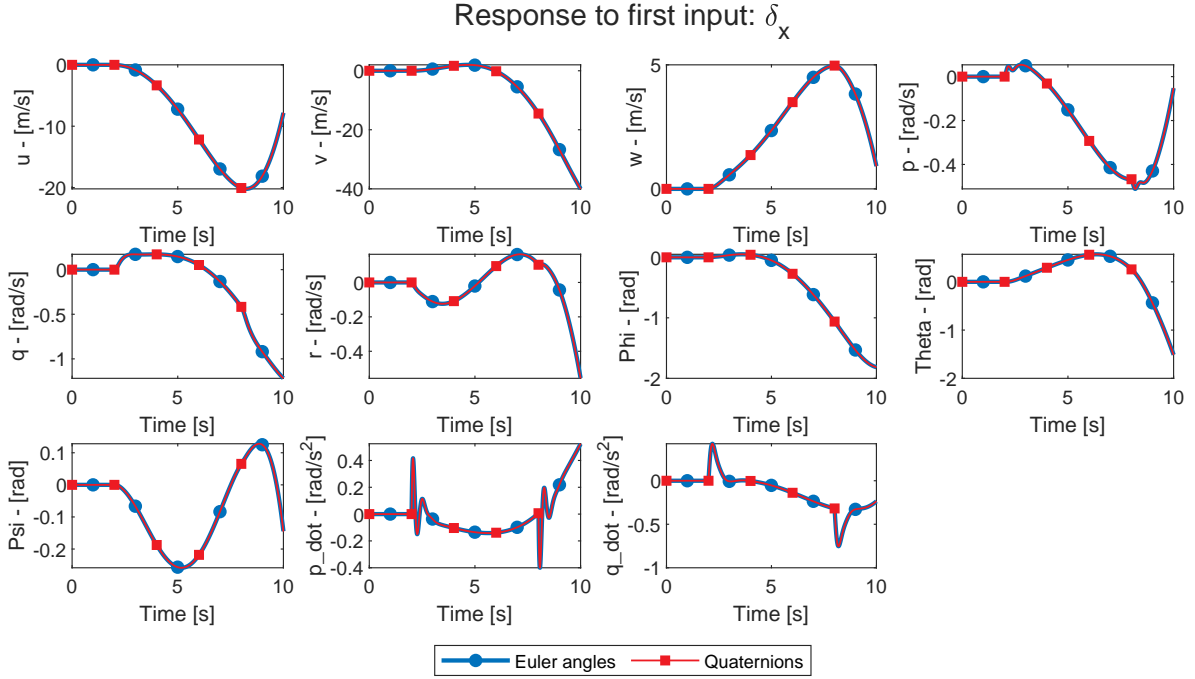 Response to first input: δx
0
-10
-20
u - [m/s]
0 5 10
Time [s]
0
-20
-40
v - [m/s]
0 5 10
Time [s]
5
0
w - [m/s]
0 5 10
Time [s]
0
-0.2
-0.4
p - [rad/s]
0 5 10
Time [s]
0
-0.5
-1
q - [rad/s]
0 5 10
Time [s]
0
-0.2
-0.4
r - [rad/s]
0 5 10
Time [s]
0
-1
-2
Phi - [rad]
0 5 10
Time [s]
0
-1
-2
Theta - [rad]
0 5 10
Time [s]
0.1
0
-0.1
-0.2
Psi - [rad]
0 5 10
Time [s]
0.4
0.2
0
-0.2
-0.4
p_dot - [rad/s²]
0 5 10
Time [s]
0
-0.5
-1
q_dot - [rad/s²]
0 5 10
Time [s]
Euler angles Quaternions